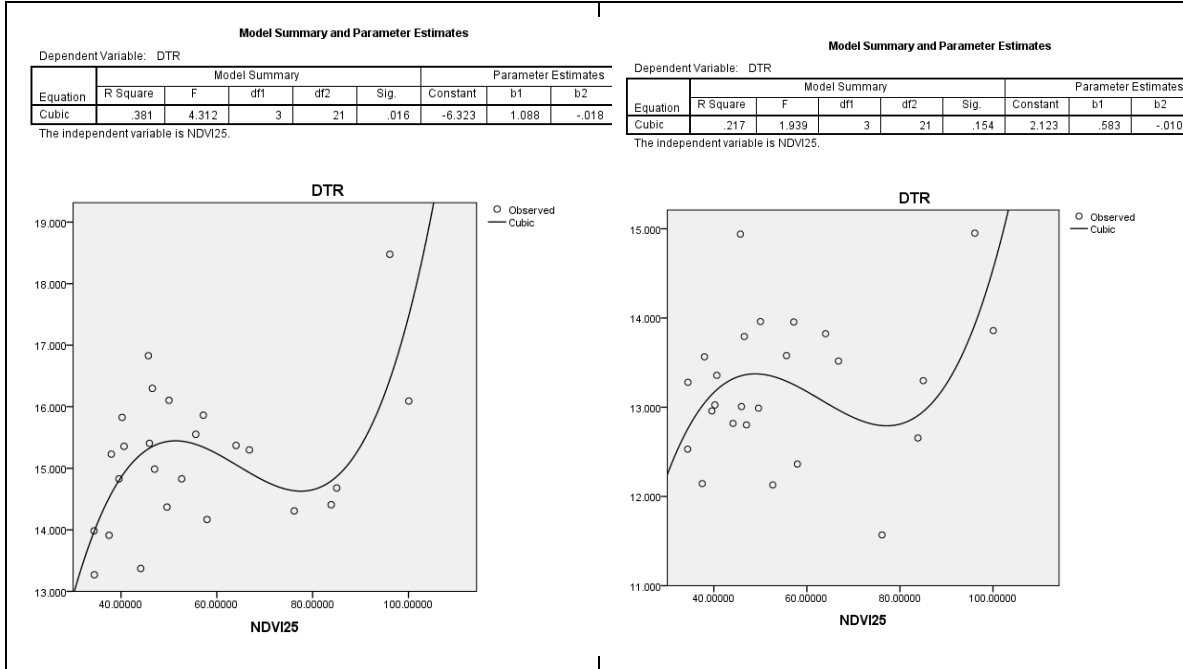 Model Summary and Parameter Estimates
Dependent Variable: DTR
Model Summary Parameter Estimates
Equation R Square F df1 df2 Sig. Constant b1 b2
Cubic .381 4.312 3 21 .016 -6.323 1.088 -.018
The independent variable is NDVI25.
DTR
Observed
Cubic
19.000
18.000
17.000
16.000
15.000
14.000
13.000
40.00000 60.00000 80.00000 100.00000
NDVI25
Model Summary and Parameter Estimates
Dependent Variable: DTR
Model Summary Parameter Estimates
Equation R Square F df1 df2 Sig. Constant b1 b2
Cubic .217 1.939 3 21 .154 2.123 .583 -.010
The independent variable is NDVI25.
DTR
Observed
Cubic
15.000
14.000
13.000
12.000
11.000
40.00000 60.00000 80.00000 100.00000
NDVI25